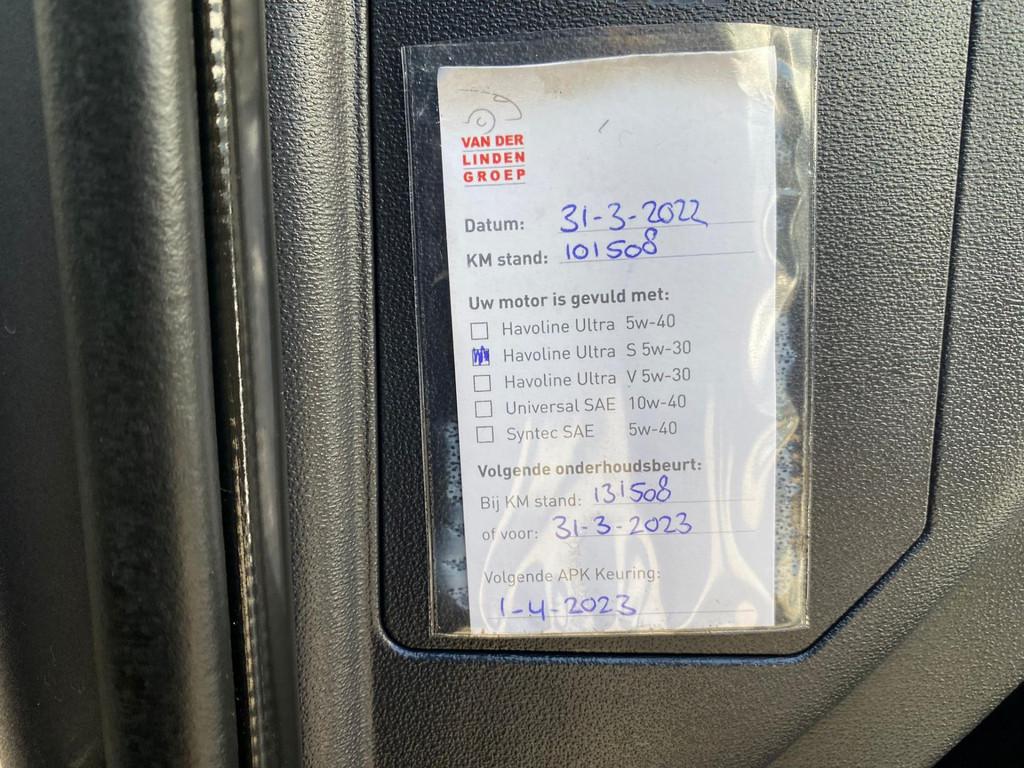 VAN DER
LINDEN
GROEP
Datum: 31-3-2022
KM stand: 101508
Uw motor is gevuld met:
Havoline Ultra 5w-40
Havoline Ultra S 5w-30
Havoline Ultra V 5w-30
Universal SAE 10w-40
Syntec SAE 5w-40
Volgende onderhoudsbeurt:
Bij KM stand: 131508
of voor: 31-3-2023
Volgende APK Keuring:
1-4-2023